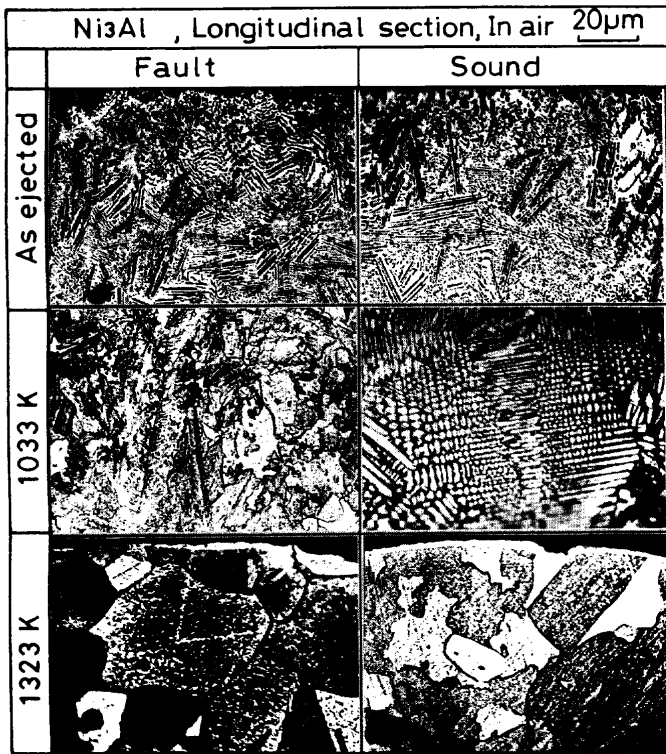 Ni3Al , Longitudinal section, In air 20µm
Fault Sound
As ejected
1033 K
1323 K